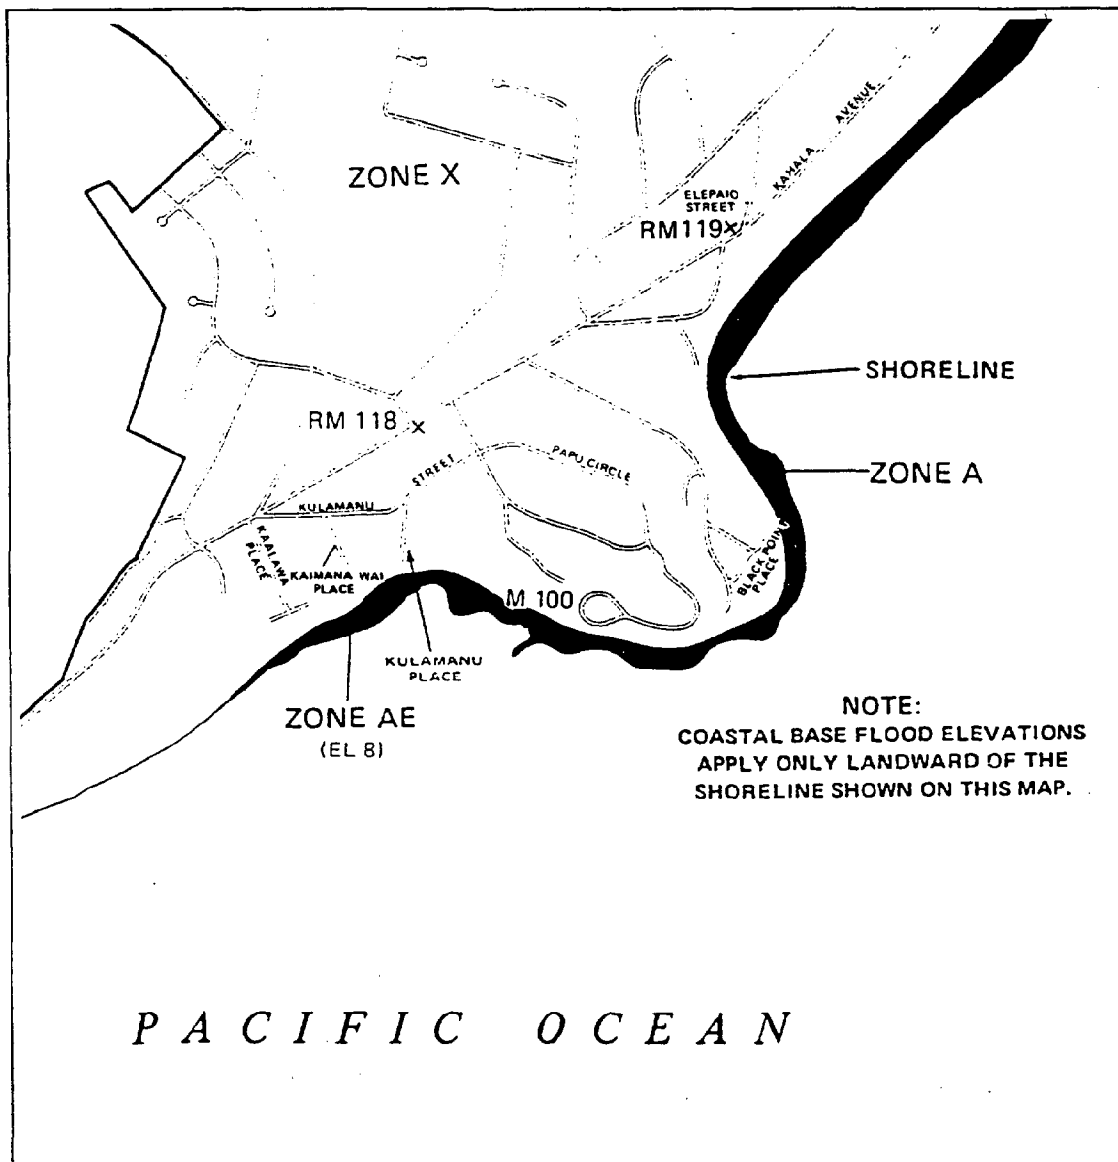 ZONE X
KAHALA AVENUE
ELEPAIO
STREET
RM119
SHORELINE
RM 118
PAPU CIRCLE
ZONE A
KULAMANU STREET
KAALAWA
PLACE
KAIMANA WAI
PLACE
BLACK POINT
PLACE
M 100
KULAMANU
PLACE
ZONE AE
(EL 8)
NOTE:
COASTAL BASE FLOOD ELEVATIONS
APPLY ONLY LANDWARD OF THE
SHORELINE SHOWN ON THIS MAP.
PACIFIC OCEAN